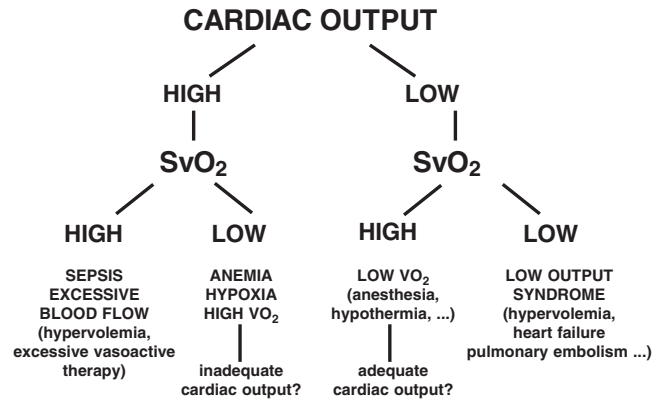 CARDIAC OUTPUT
HIGH
LOW
SvO₂
SvO₂
HIGH
LOW
HIGH
LOW
SEPSIS
EXCESSIVE
BLOOD FLOW
(hypervolemia,
excessive vasoactive
therapy)
ANEMIA
HYPOXIA
HIGH VO₂
inadequate
cardiac output?
LOW VO₂
(anesthesia,
hypothermia, ...)
adequate
cardiac output?
LOW OUTPUT
SYNDROME
(hypervolemia,
heart failure
pulmonary embolism ...)